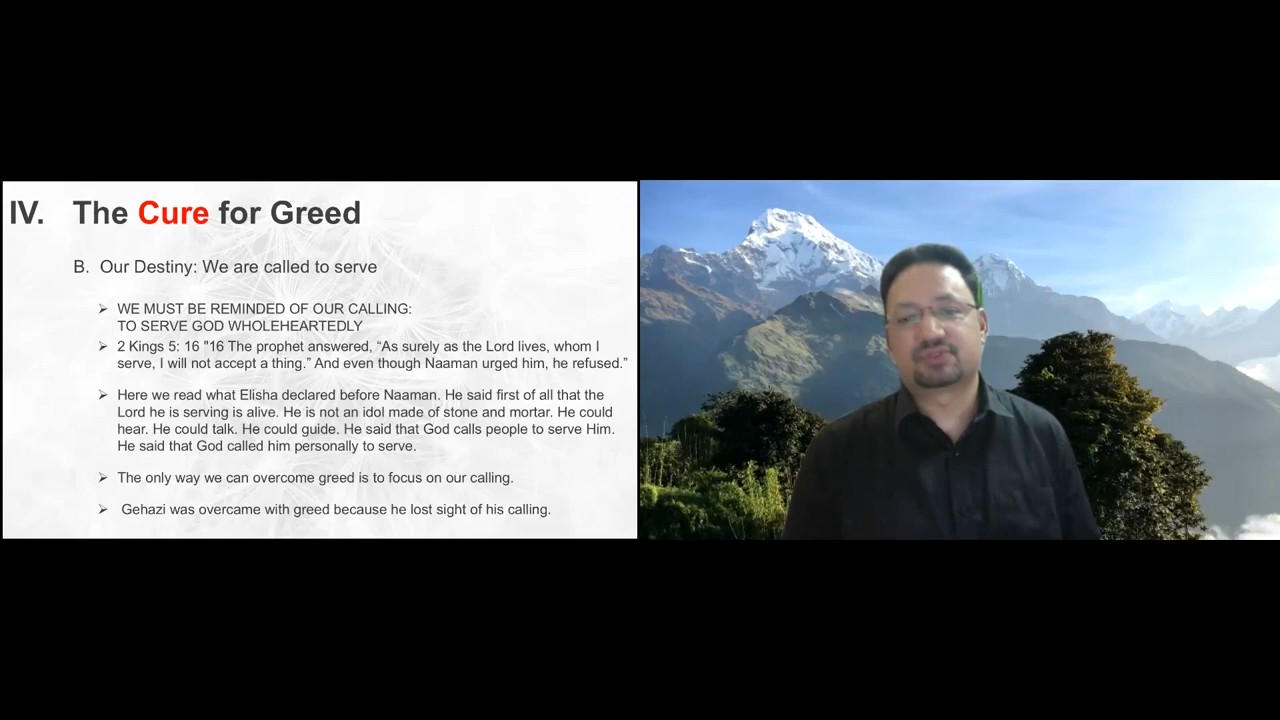 IV. The Cure for Greed
B. Our Destiny: We are called to serve
➢ WE MUST BE REMINDED OF OUR CALLING:
TO SERVE GOD WHOLEHEARTEDLY
➢ 2 Kings 5: 16 "16 The prophet answered, “As surely as the Lord lives, whom I
serve, I will not accept a thing.” And even though Naaman urged him, he refused.”
➢ Here we read what Elisha declared before Naaman. He said first of all that the
Lord he is serving is alive. He is not an idol made of stone and mortar. He could
hear. He could talk. He could guide. He said that God calls people to serve Him.
He said that God called him personally to serve.
➢ The only way we can overcome greed is to focus on our calling.
➢ Gehazi was overcame with greed because he lost sight of his calling.